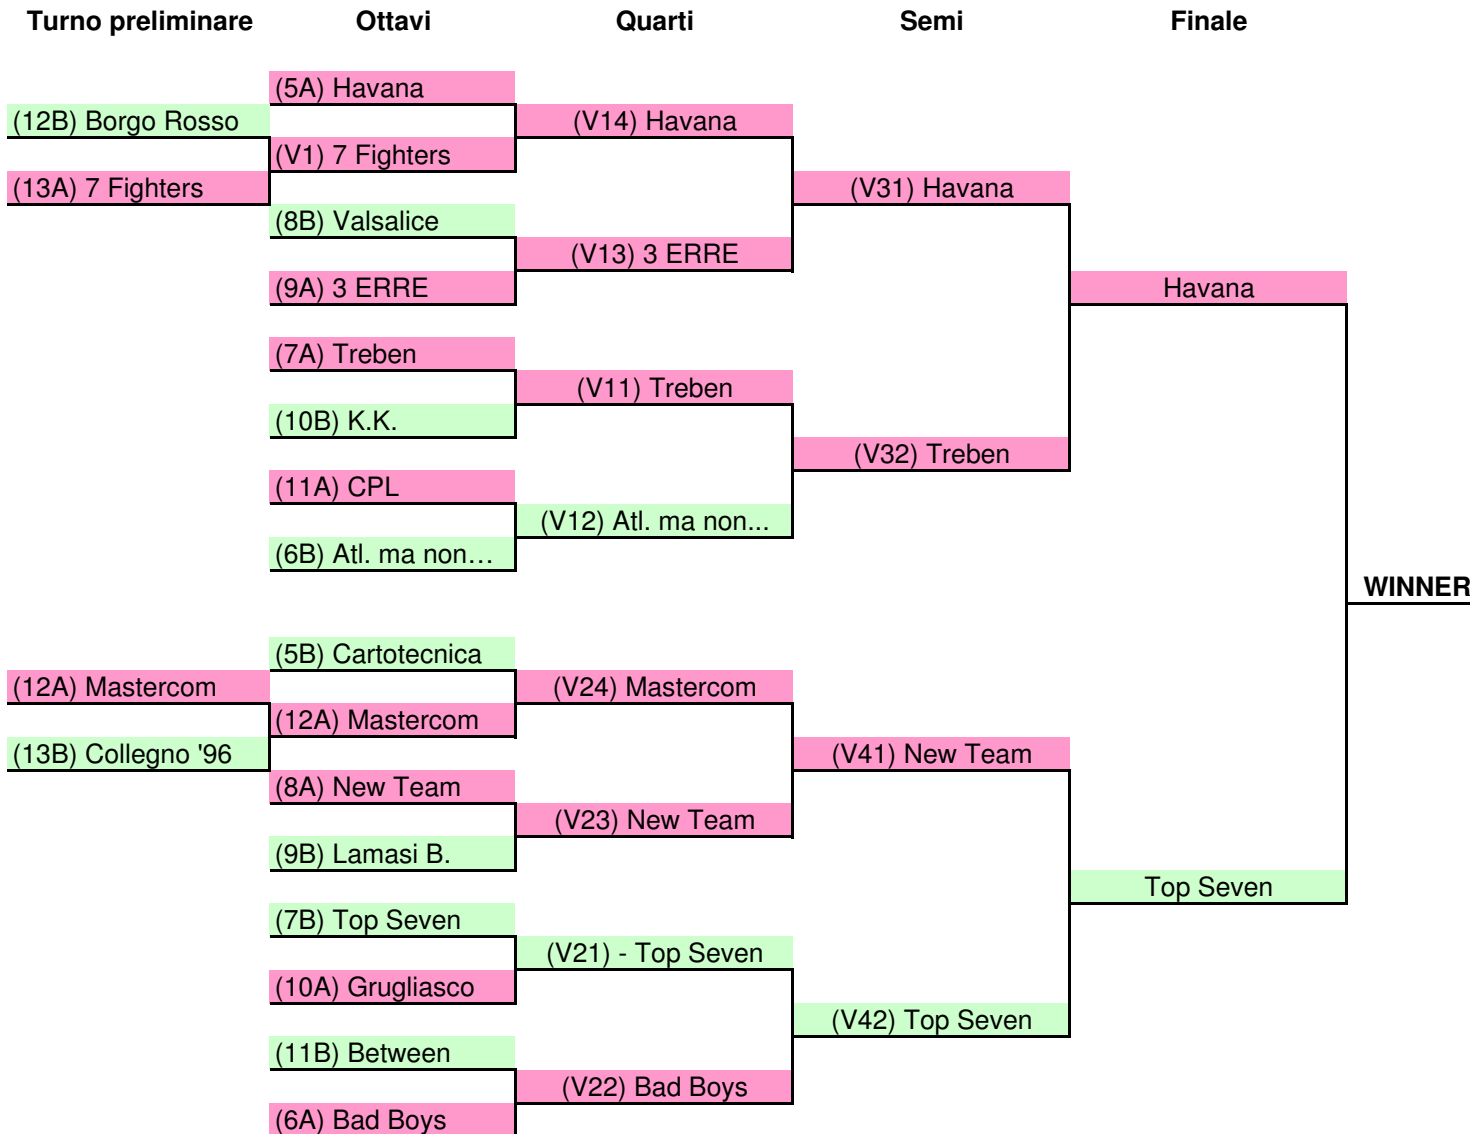 Turno preliminare Ottavi Quarti Semi Finale
(5A) Havana
(12B) Borgo Rosso (V14) Havana
(V1) 7 Fighters
(13A) 7 Fighters (V31) Havana
(8B) Valsalice
(V13) 3 ERRE
(9A) 3 ERRE Havana
(7A) Treben
(V11) Treben
(10B) K.K.
(V32) Treben
(11A) CPL
(V12) Atl. ma non...
(6B) Atl. ma non…
WINNER
(5B) Cartotecnica
(12A) Mastercom (V24) Mastercom
(12A) Mastercom
(13B) Collegno '96 (V41) New Team
(8A) New Team
(V23) New Team
(9B) Lamasi B.
Top Seven
(7B) Top Seven
(V21) - Top Seven
(10A) Grugliasco
(V42) Top Seven
(11B) Between
(V22) Bad Boys
(6A) Bad Boys